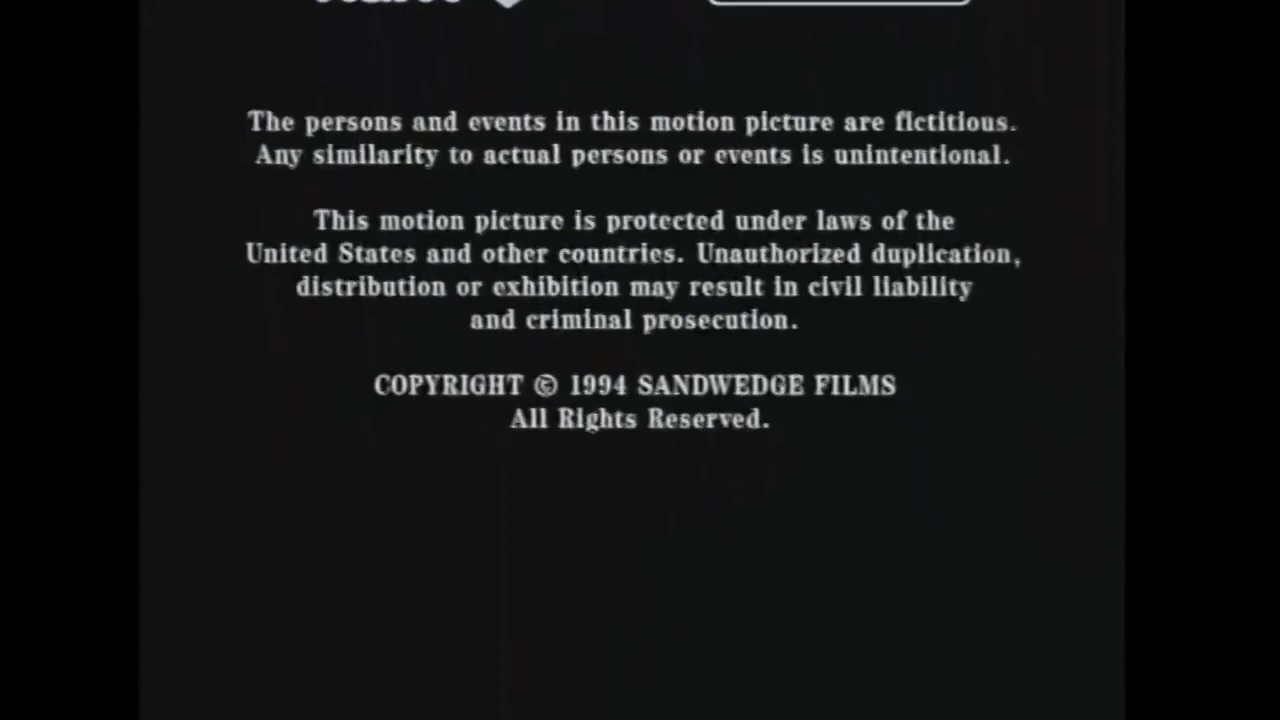 The persons and events in this motion picture are fictitious.
Any similarity to actual persons or events is unintentional.
This motion picture is protected under laws of the
United States and other countries. Unauthorized duplication,
distribution or exhibition may result in civil liability
and criminal prosecution.
COPYRIGHT © 1994 SANDWEDGE FILMS
All Rights Reserved.